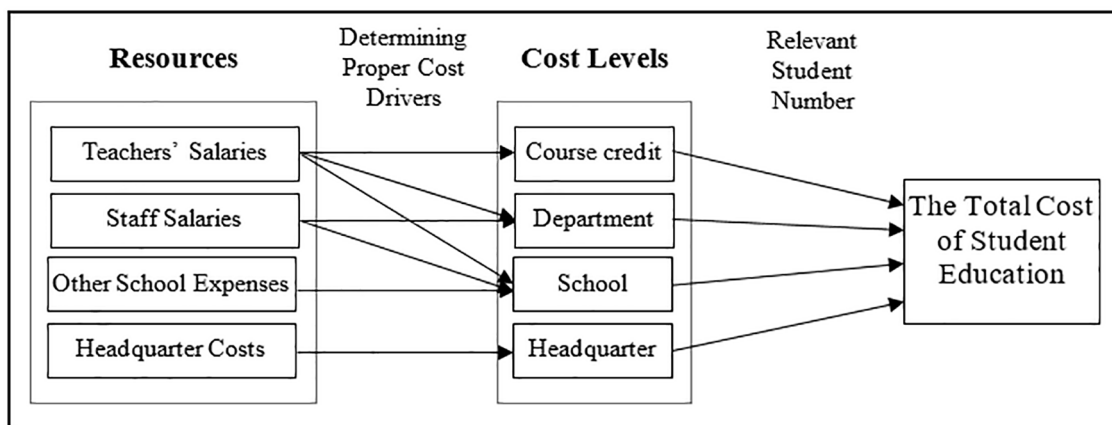 Resources
Determining
Proper Cost
Drivers
Cost Levels
Relevant
Student
Number
Teachers' Salaries
Staff Salaries
Other School Expenses
Headquarter Costs
Course credit
Department
School
Headquarter
The Total Cost
of Student
Education